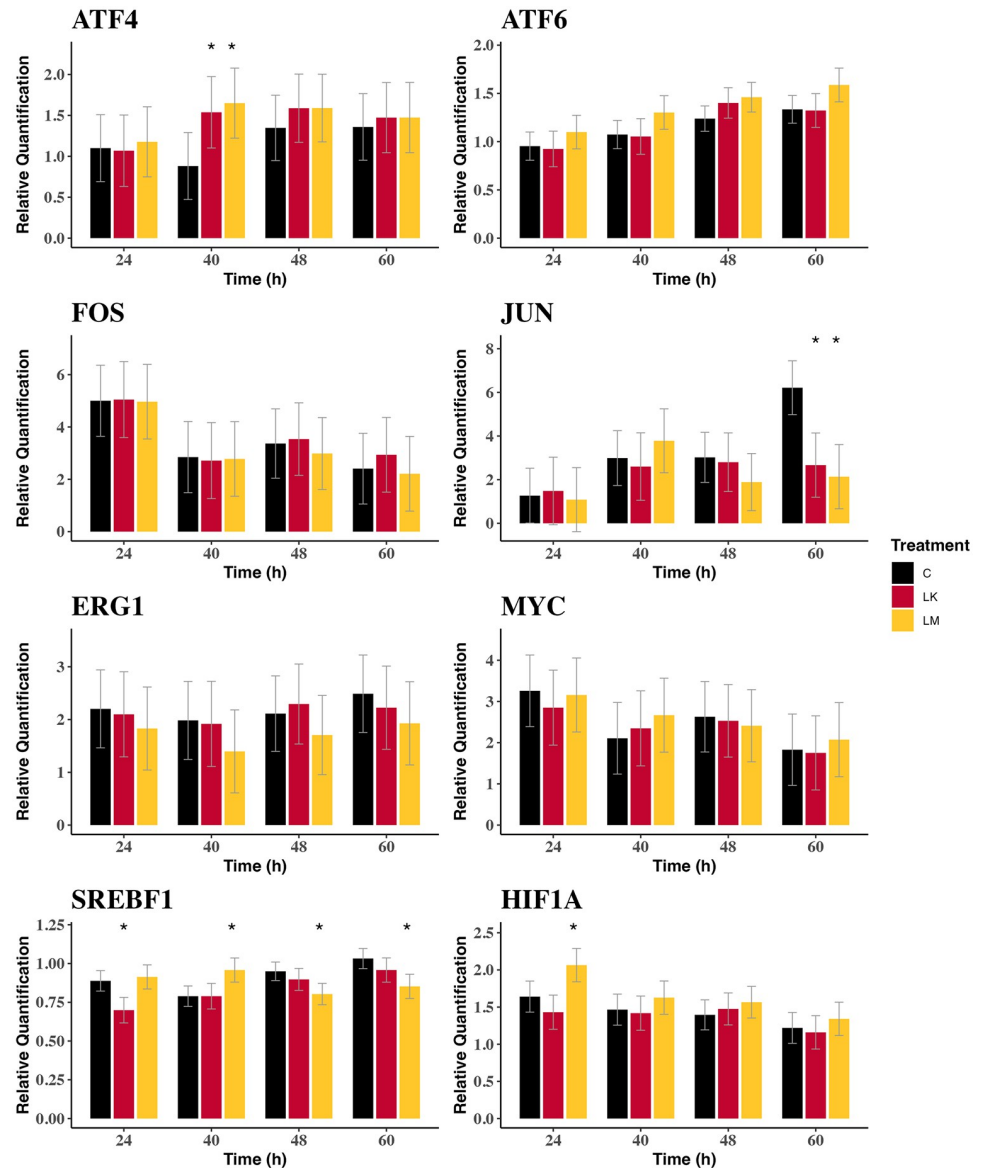 ATF4
Relative Quantification
2.0
1.5
1.0
0.5
0.0
* *
24 40 48 60
Time (h)
ATF6
Relative Quantification
2.0
1.5
1.0
0.5
0.0
24 40 48 60
Time (h)
FOS
Relative Quantification
6
4
2
0
24 40 48 60
Time (h)
JUN
Relative Quantification
8
6
4
2
0
* *
24 40 48 60
Time (h)
Treatment
C
LK
LM
ERG1
Relative Quantification
3
2
1
0
24 40 48 60
Time (h)
MYC
Relative Quantification
4
3
2
1
0
24 40 48 60
Time (h)
SREBF1
Relative Quantification
1.25
1.00
0.75
0.50
0.25
0.00
* * * *
24 40 48 60
Time (h)
HIF1A
Relative Quantification
2.5
2.0
1.5
1.0
0.5
0.0
*
24 40 48 60
Time (h)